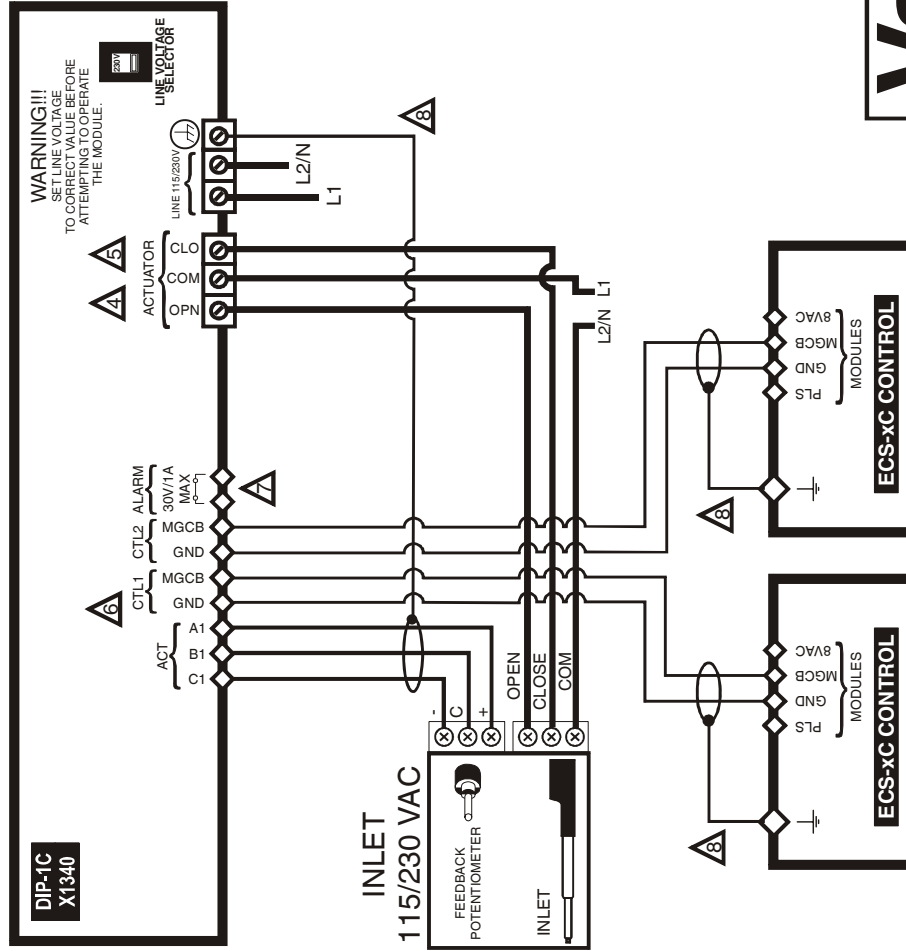 WARNING!!!
SET LINE VOLTAGE
TO CORRECT VALUE BEFORE
ATTEMPTING TO OPERATE
THE MODULE.
230V
LINE VOLTAGE
SELECTOR
DIP-1C
X1340
ACT
C1
B1
A1
6
CTL1
GND
MGCB
CTL2
GND
MGCB
ALARM
30V/1A
MAX
7
4
5
ACTUATOR
OPN
COM
CLO
LINE 115/230V
L1
L2/N
8
INLET
115/230 VAC
FEEDBACK
POTENTIOMETER
INLET
-
C
+
OPEN
CLOSE
COM
L2/N
L1
8
PLS
GND
MGCB
8VAC
MODULES
ECS-xC CONTROL
8
PLS
GND
MGCB
8VAC
MODULES
ECS-xC CONTROL